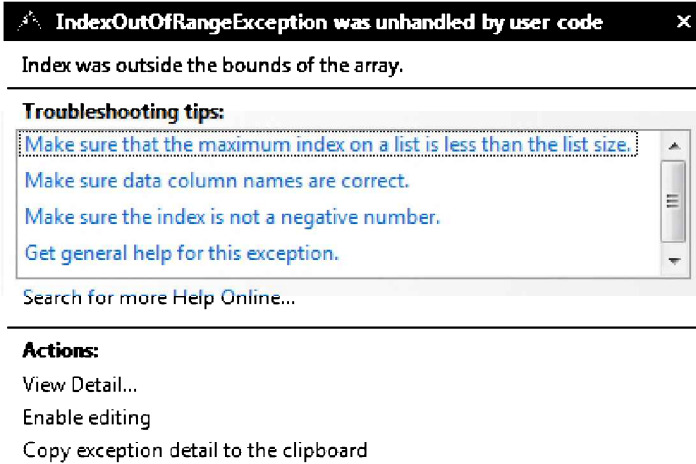 IndexOutOfRangeException was unhandled by user code
Index was outside the bounds of the array.
Troubleshooting tips:
Make sure that the maximum index on a list is less than the list size.
Make sure data column names are correct.
Make sure the index is not a negative number.
Get general help for this exception.
Search for more Help Online...
Actions:
View Detail...
Enable editing
Copy exception detail to the clipboard